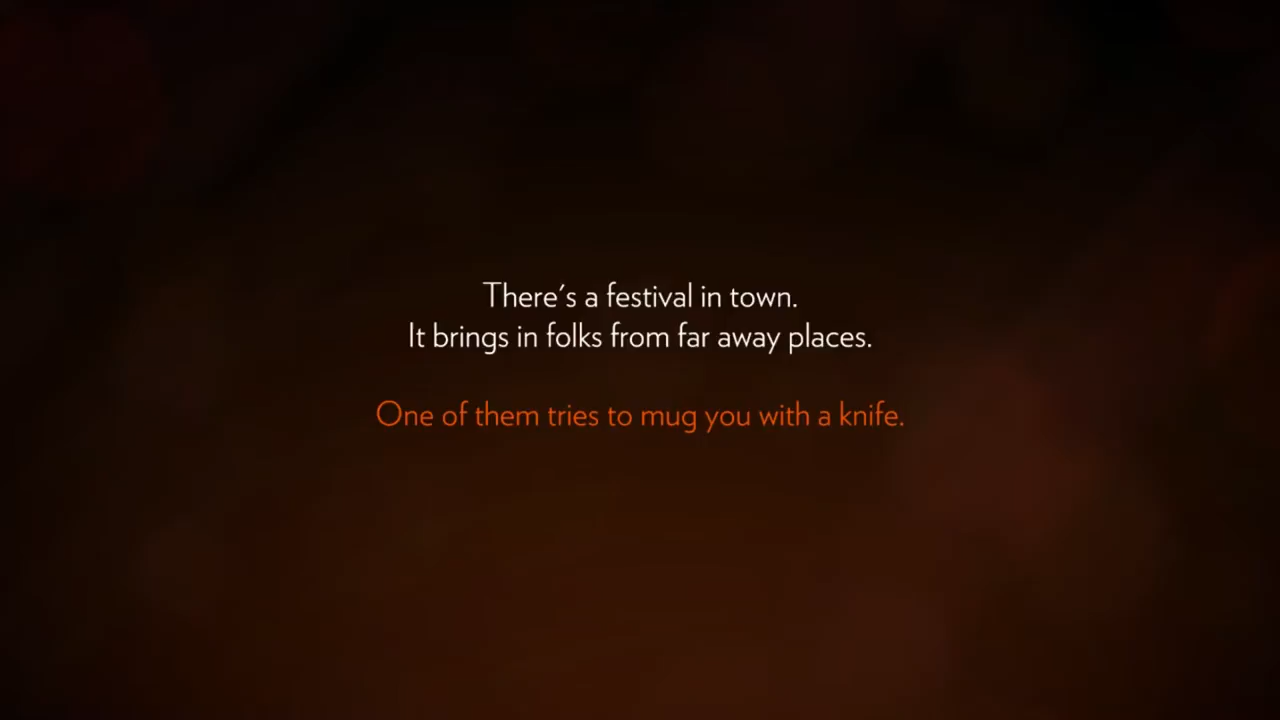 There's a festival in town.
It brings in folks from far away places.
One of them tries to mug you with a knife.